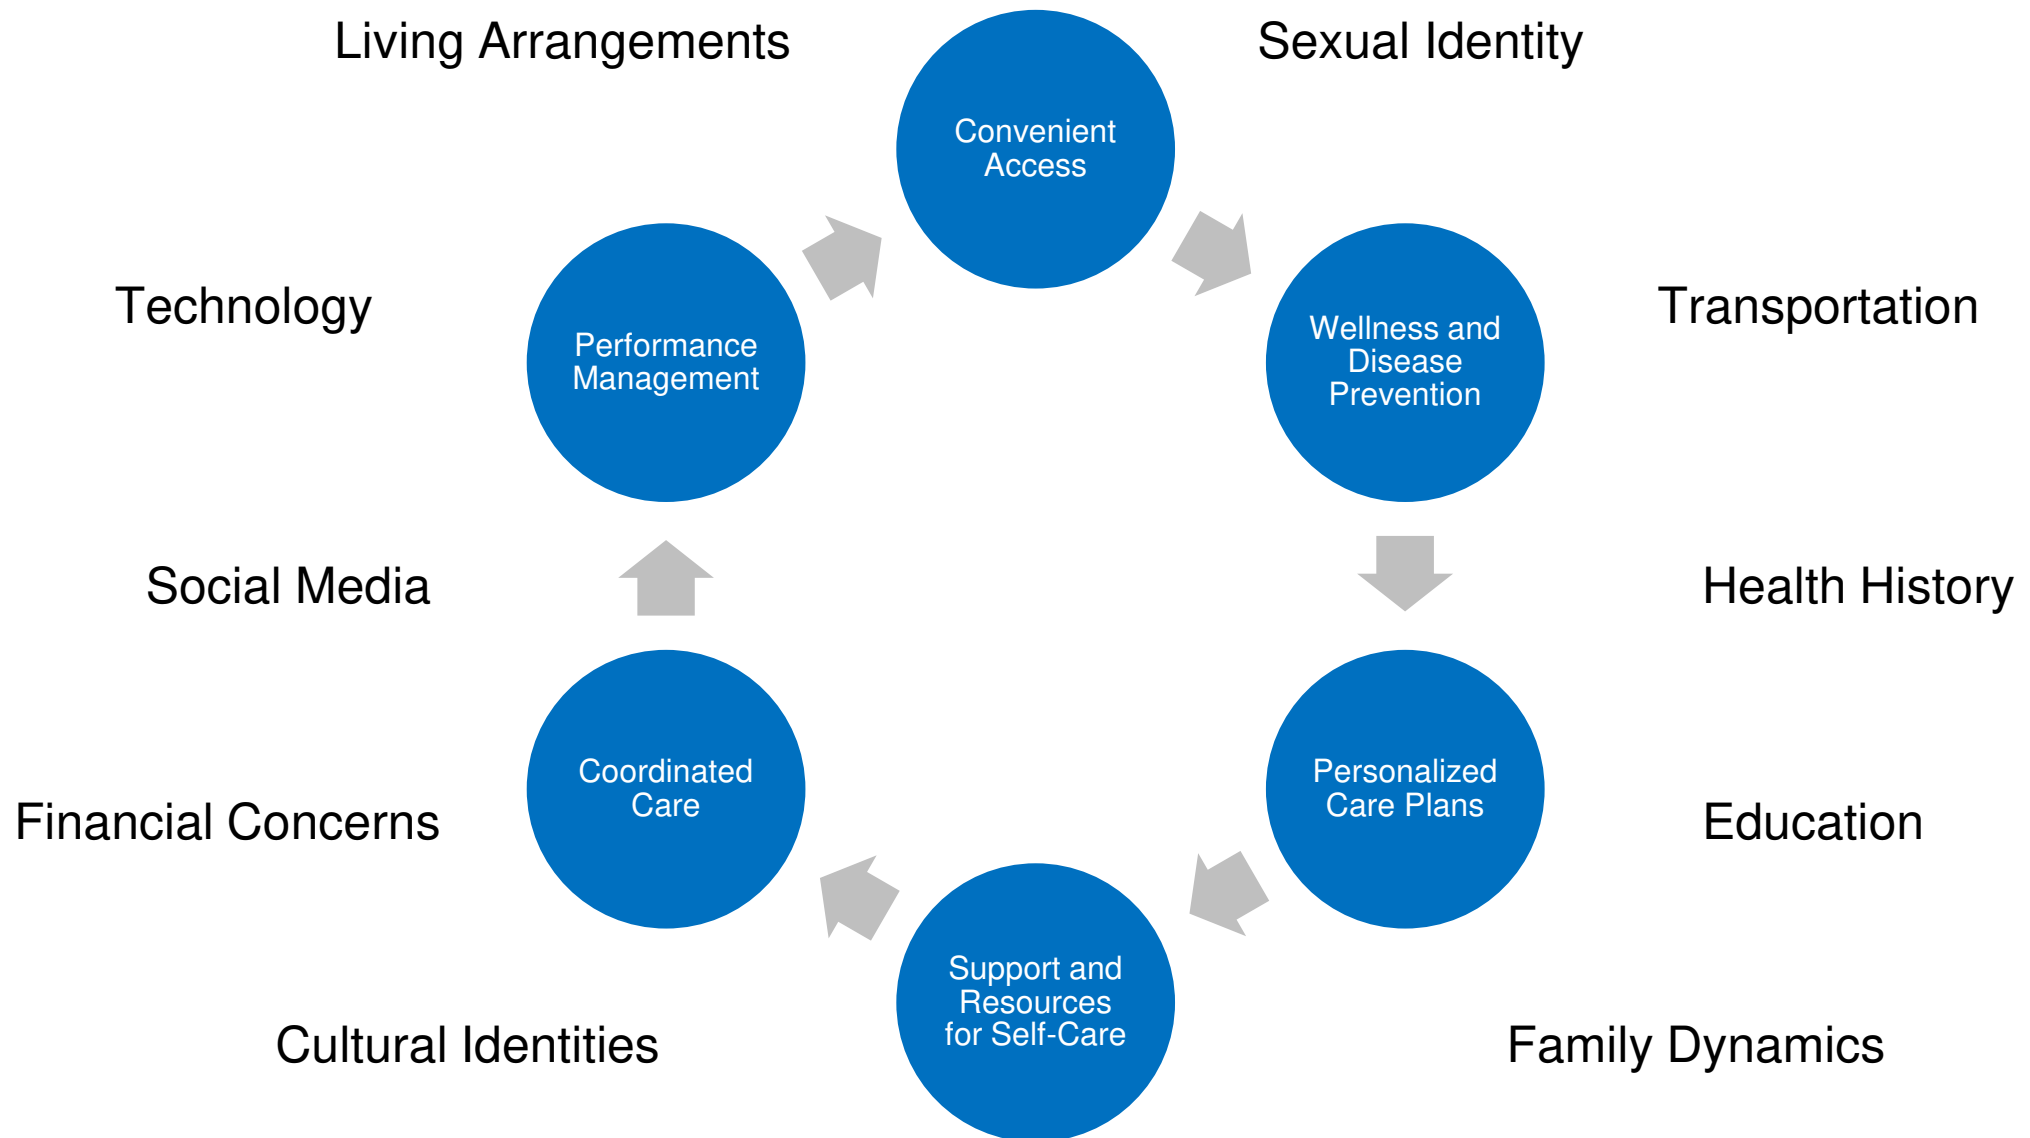 Living Arrangements
Sexual Identity
Convenient
Access
Technology
Performance
Management
Wellness and
Disease
Prevention
Transportation
Social Media
Health History
Financial Concerns
Coordinated
Care
Personalized
Care Plans
Education
Cultural Identities
Support and
Resources
for Self-Care
Family Dynamics